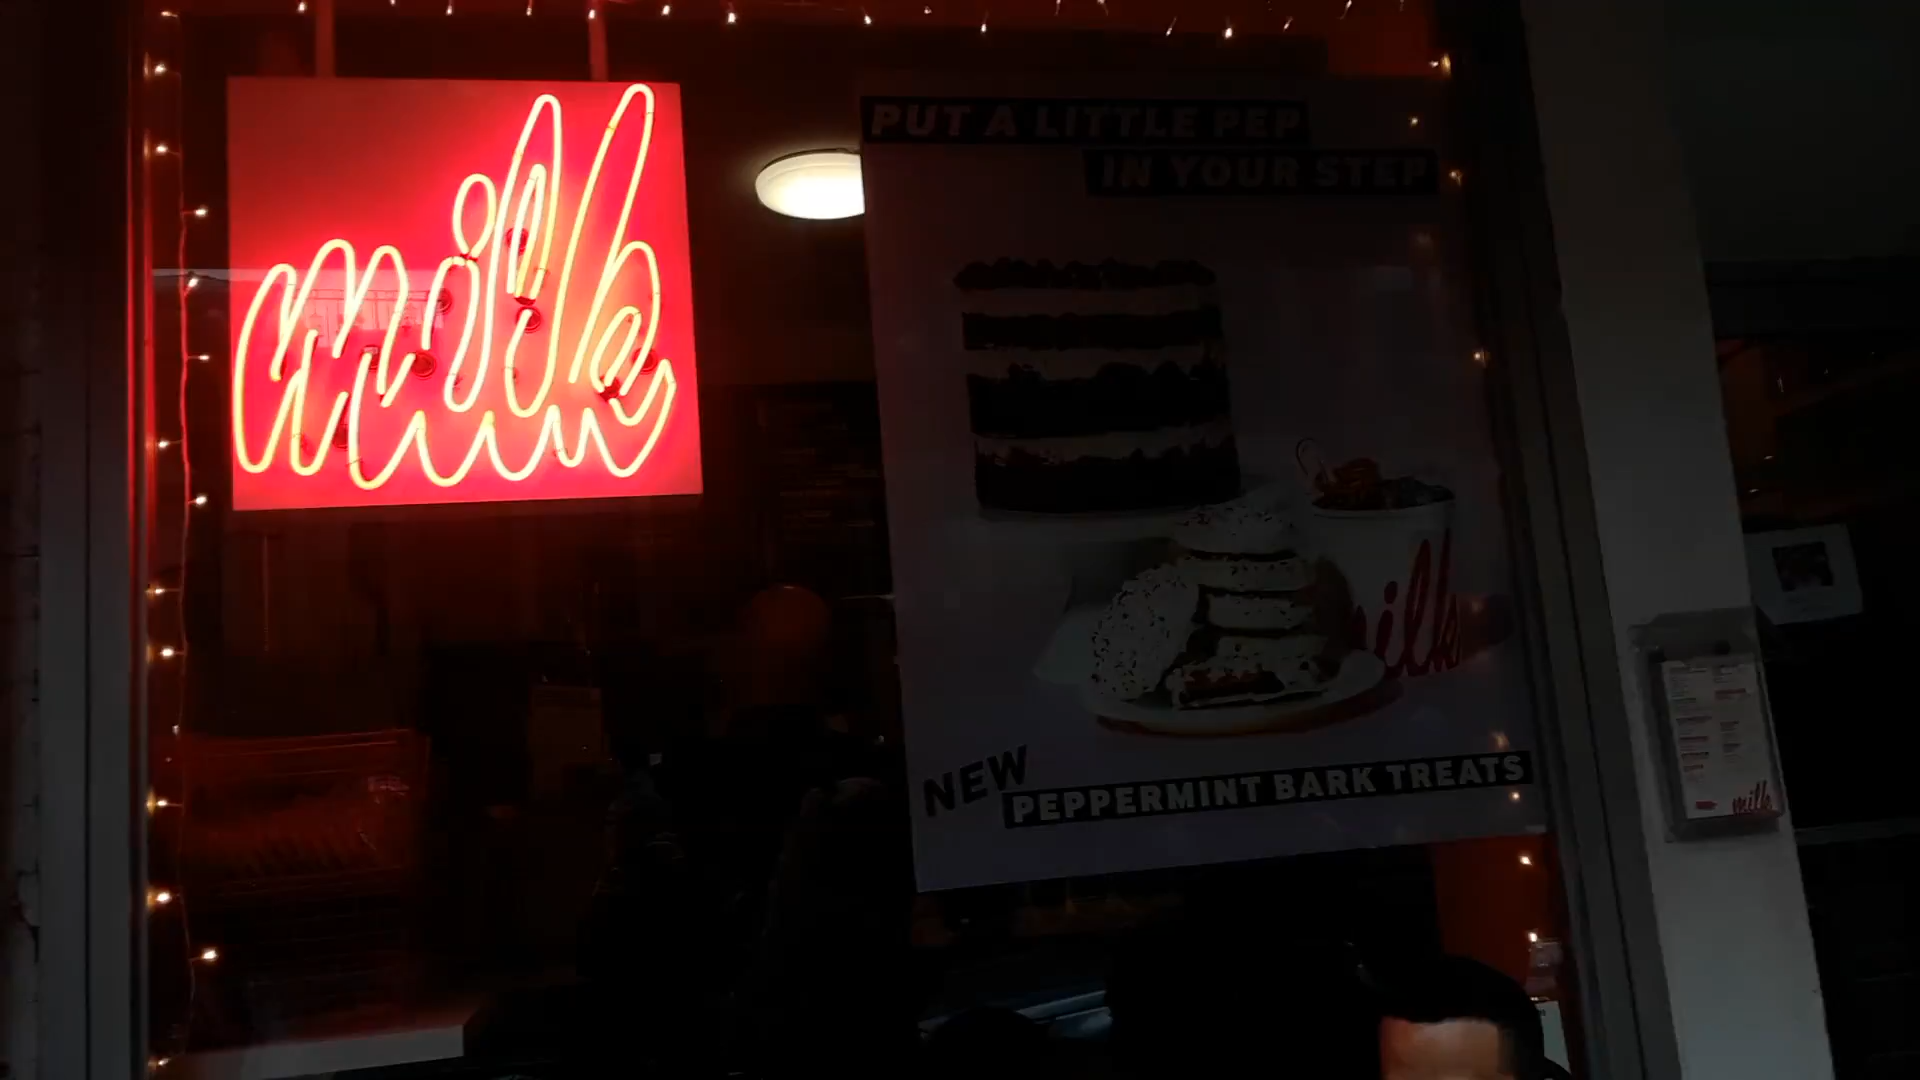 milk
PUT A LITTLE PEP
IN YOUR STEP
milk
NEW
PEPPERMINT BARK TREATS
milk